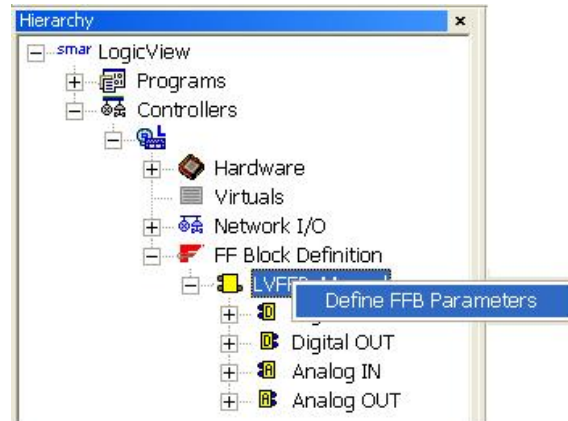 Hierarchy
smar LogicView
Programs
Controllers
Hardware
Virtuals
Network I/O
FF Block Definition
Define FFB Parameters
Digital OUT
Analog IN
Analog OUT